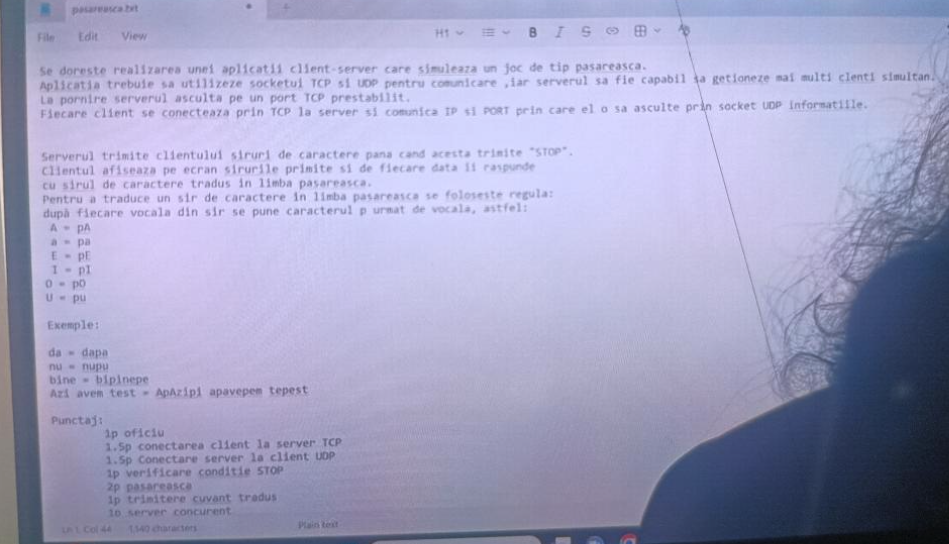 pasareasca.txt
File Edit View H1 B I S
Se doreste realizarea unei aplicatii client-server care simuleaza un joc de tip pasareasca.
Aplicatia trebuie sa utilizeze socketui TCP si UDP pentru comunicare ,iar serverul sa fie capabil sa getioneze mai multi clenti simultan.
La pornire serverul asculta pe un port TCP prestabilit.
Fiecare client se conecteaza prin TCP la server si comunica IP si PORT prin care el o sa asculte prin socket UDP informatiile.
Serverul trimite clientului siruri de caractere pana cand acesta trimite "STOP".
Clientul afiseaza pe ecran sirurile primite si de fiecare data ii raspunde
cu sirul de caractere tradus in limba pasareasca.
Pentru a traduce un sir de caractere in limba pasareasca se foloseste regula:
după fiecare vocala din sir se pune caracterul p urmat de vocala, astfel:
A = pA
a = pa
E = pE
I = pI
O = pO
U = pu
Exemple:
da = dapa
nu = nupu
bine = bipinepe
Azi avem test = ApAzipi apavepem tepest
Punctaj:
1p oficiu
1.5p conectarea client la server TCP
1.5p Conectare server la client UDP
1p verificare conditie STOP
2p pasareasca
1p trimitere cuvant tradus
1p server concurent
Ln 1, Col 44 1,140 characters Plain text